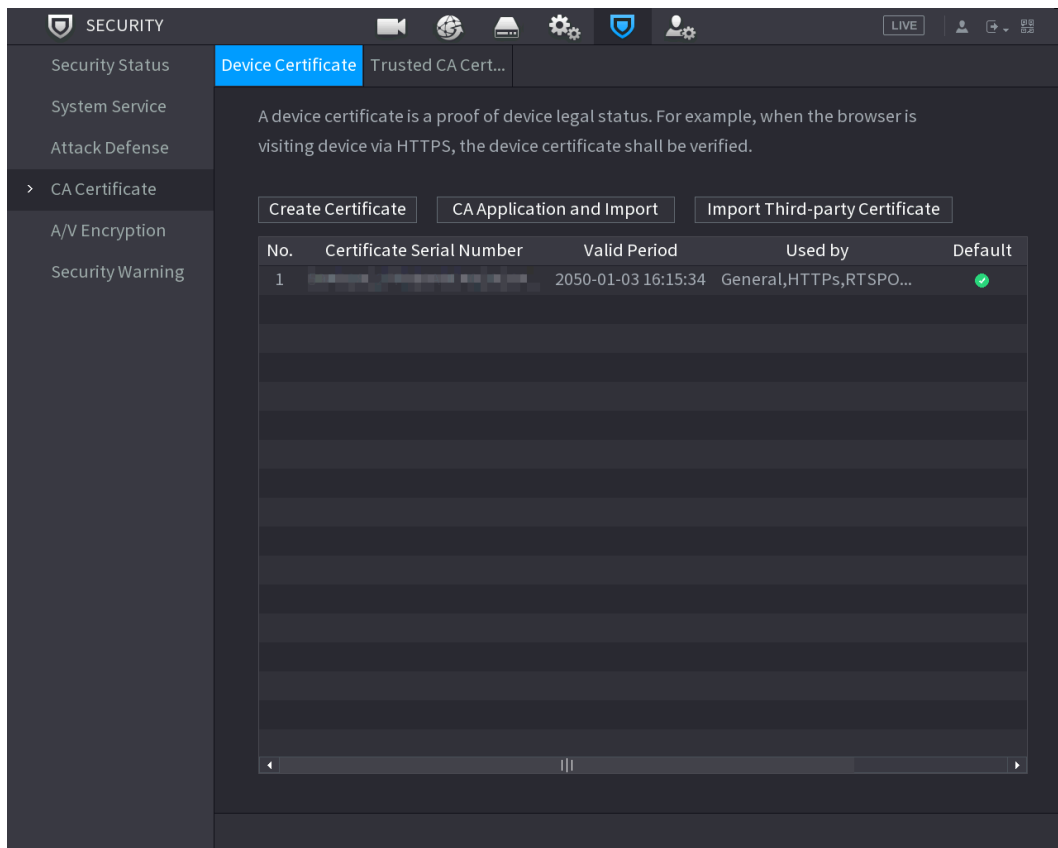 SECURITY
LIVE
Security Status
System Service
Attack Defense
CA Certificate
A/V Encryption
Security Warning
Device Certificate Trusted CA Cert...
A device certificate is a proof of device legal status. For example, when the browser is
visiting device via HTTPS, the device certificate shall be verified.
Create Certificate CA Application and Import Import Third-party Certificate
No. Certificate Serial Number Valid Period Used by Default
1 2050-01-03 16:15:34 General,HTTPs,RTSPO...